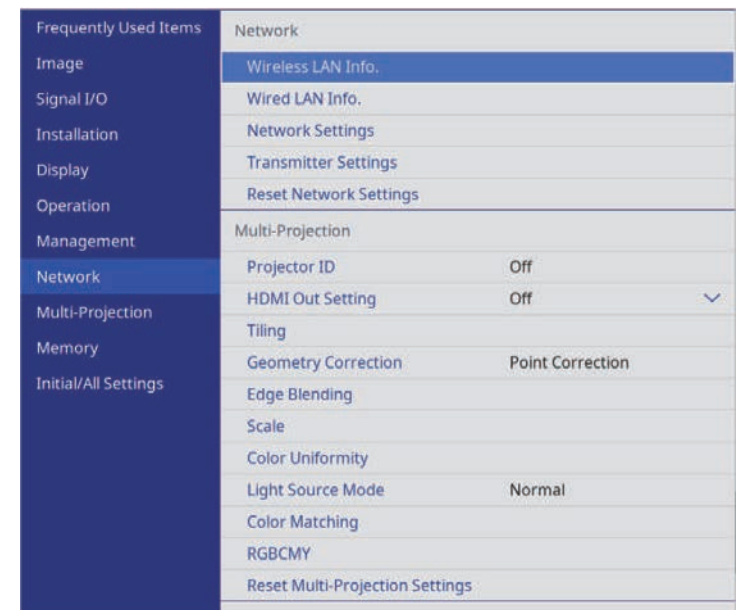 Frequently Used Items
Image
Signal I/O
Installation
Display
Operation
Management
Network
Multi-Projection
Memory
Initial/All Settings
Network
Wireless LAN Info.
Wired LAN Info.
Network Settings
Transmitter Settings
Reset Network Settings
Multi-Projection
Projector ID Off
HDMI Out Setting Off
Tiling
Geometry Correction Point Correction
Edge Blending
Scale
Color Uniformity
Light Source Mode Normal
Color Matching
RGBCMY
Reset Multi-Projection Settings